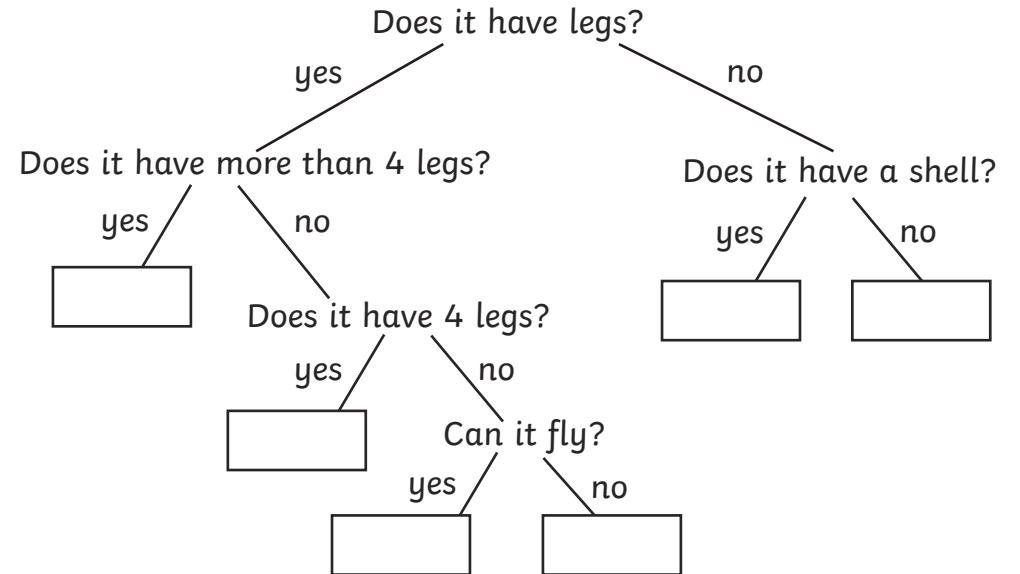 Does it have legs?
yes
no
Does it have more than 4 legs?
Does it have a shell?
yes
no
yes
no
Does it have 4 legs?
yes
no
Can it fly?
yes
no